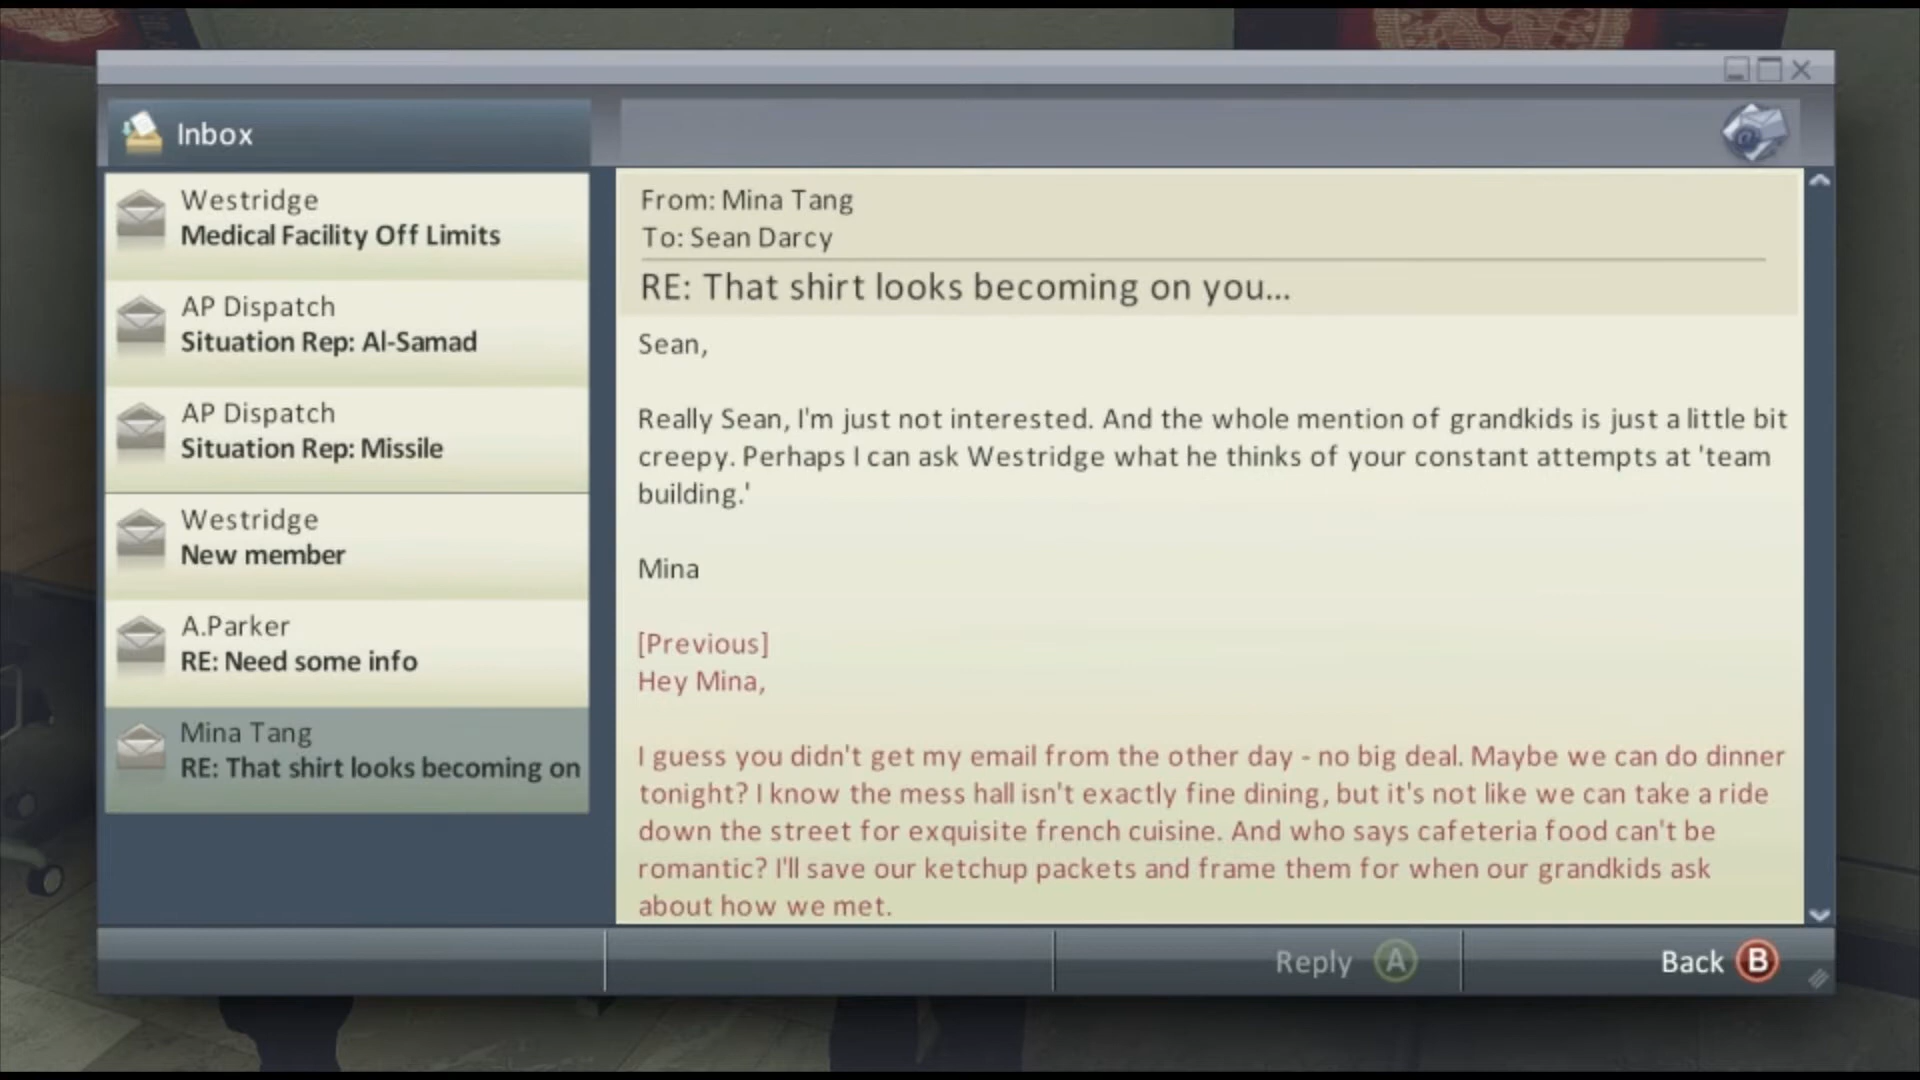 Inbox
Westridge
Medical Facility Off Limits
AP Dispatch
Situation Rep: Al-Samad
AP Dispatch
Situation Rep: Missile
Westridge
New member
A.Parker
RE: Need some info
Mina Tang
RE: That shirt looks becoming on
From: Mina Tang
To: Sean Darcy
RE: That shirt looks becoming on you...
Sean,
Really Sean, I'm just not interested. And the whole mention of grandkids is just a little bit
creepy. Perhaps I can ask Westridge what he thinks of your constant attempts at 'team
building.'
Mina
[Previous]
Hey Mina,
I guess you didn't get my email from the other day - no big deal. Maybe we can do dinner
tonight? I know the mess hall isn't exactly fine dining, but it's not like we can take a ride
down the street for exquisite french cuisine. And who says cafeteria food can't be
romantic? I'll save our ketchup packets and frame them for when our grandkids ask
about how we met.
Reply A
Back B